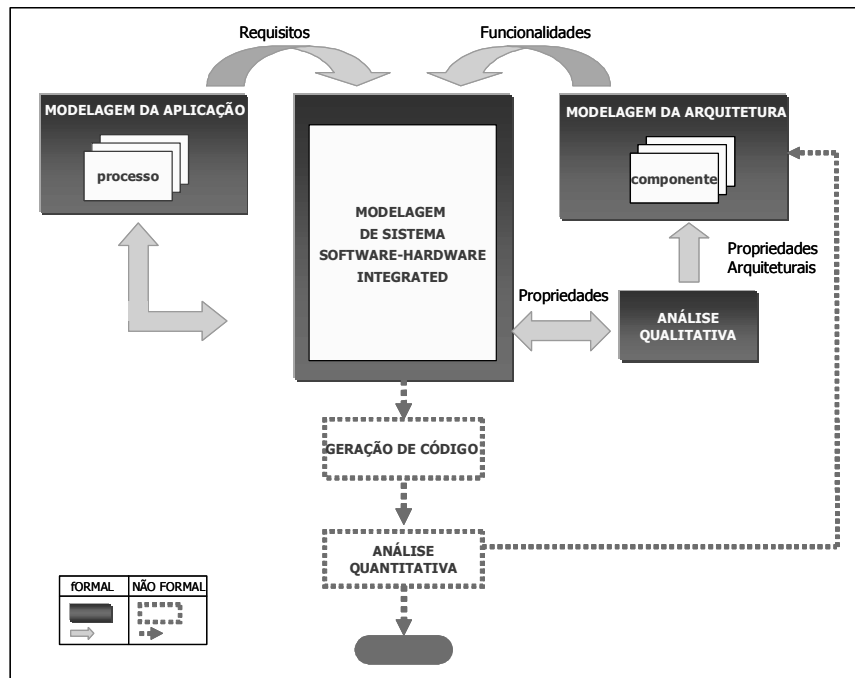 Requisitos
Funcionalidades
MODELAGEM DA APLICAÇÃO
processo
MODELAGEM
DE SISTEMA
SOFTWARE-HARDWARE
INTEGRATED
MODELAGEM DA ARQUITETURA
componente
Propriedades
Arquiteturais
Propriedades
ANÁLISE
QUALITATIVA
GERAÇÃO DE CÓDIGO
ANÁLISE
QUANTITATIVA
fORMAL
NÃO FORMAL